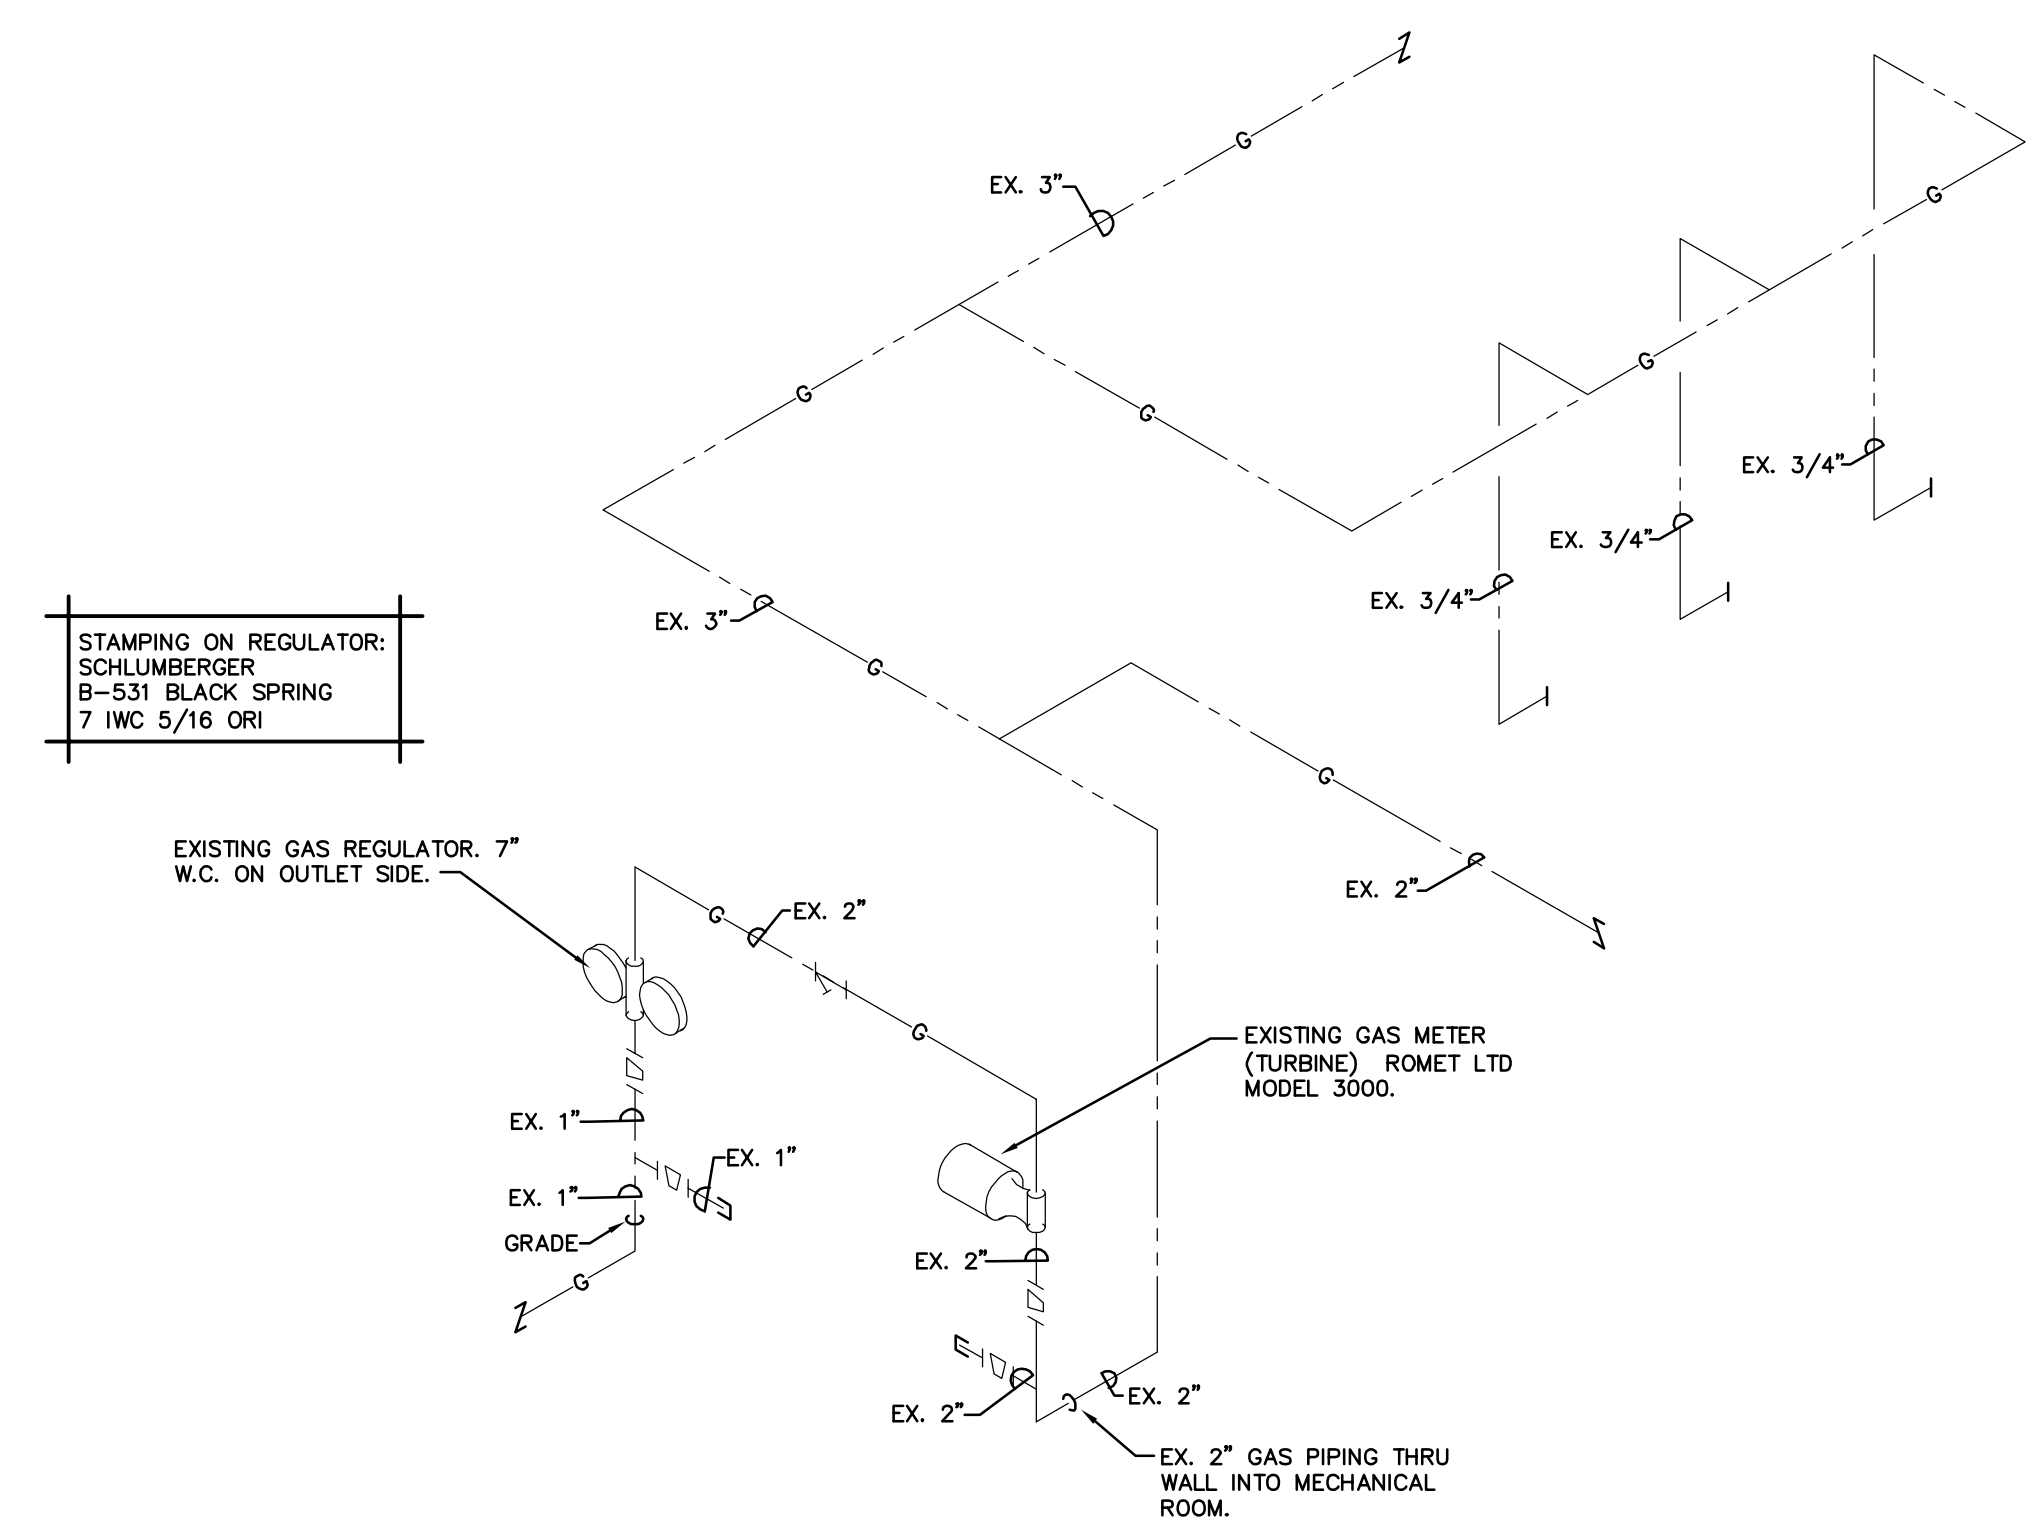 G
EX. 3"
G
G
G
G
EX. 3/4"
EX. 3/4"
EX. 3/4"
EX. 3"
G
STAMPING ON REGULATOR:
SCHLUMBERGER
B-531 BLACK SPRING
7 IWC 5/16 ORI
G
EXISTING GAS REGULATOR. 7"
W.C. ON OUTLET SIDE.
EX. 2"
G
EX. 2"
G
EXISTING GAS METER
(TURBINE) ROMET LTD
MODEL 3000.
EX. 1"
EX. 1"
EX. 1"
GRADE
G
EX. 2"
EX. 2"
EX. 2"
EX. 2" GAS PIPING THRU
WALL INTO MECHANICAL
ROOM.